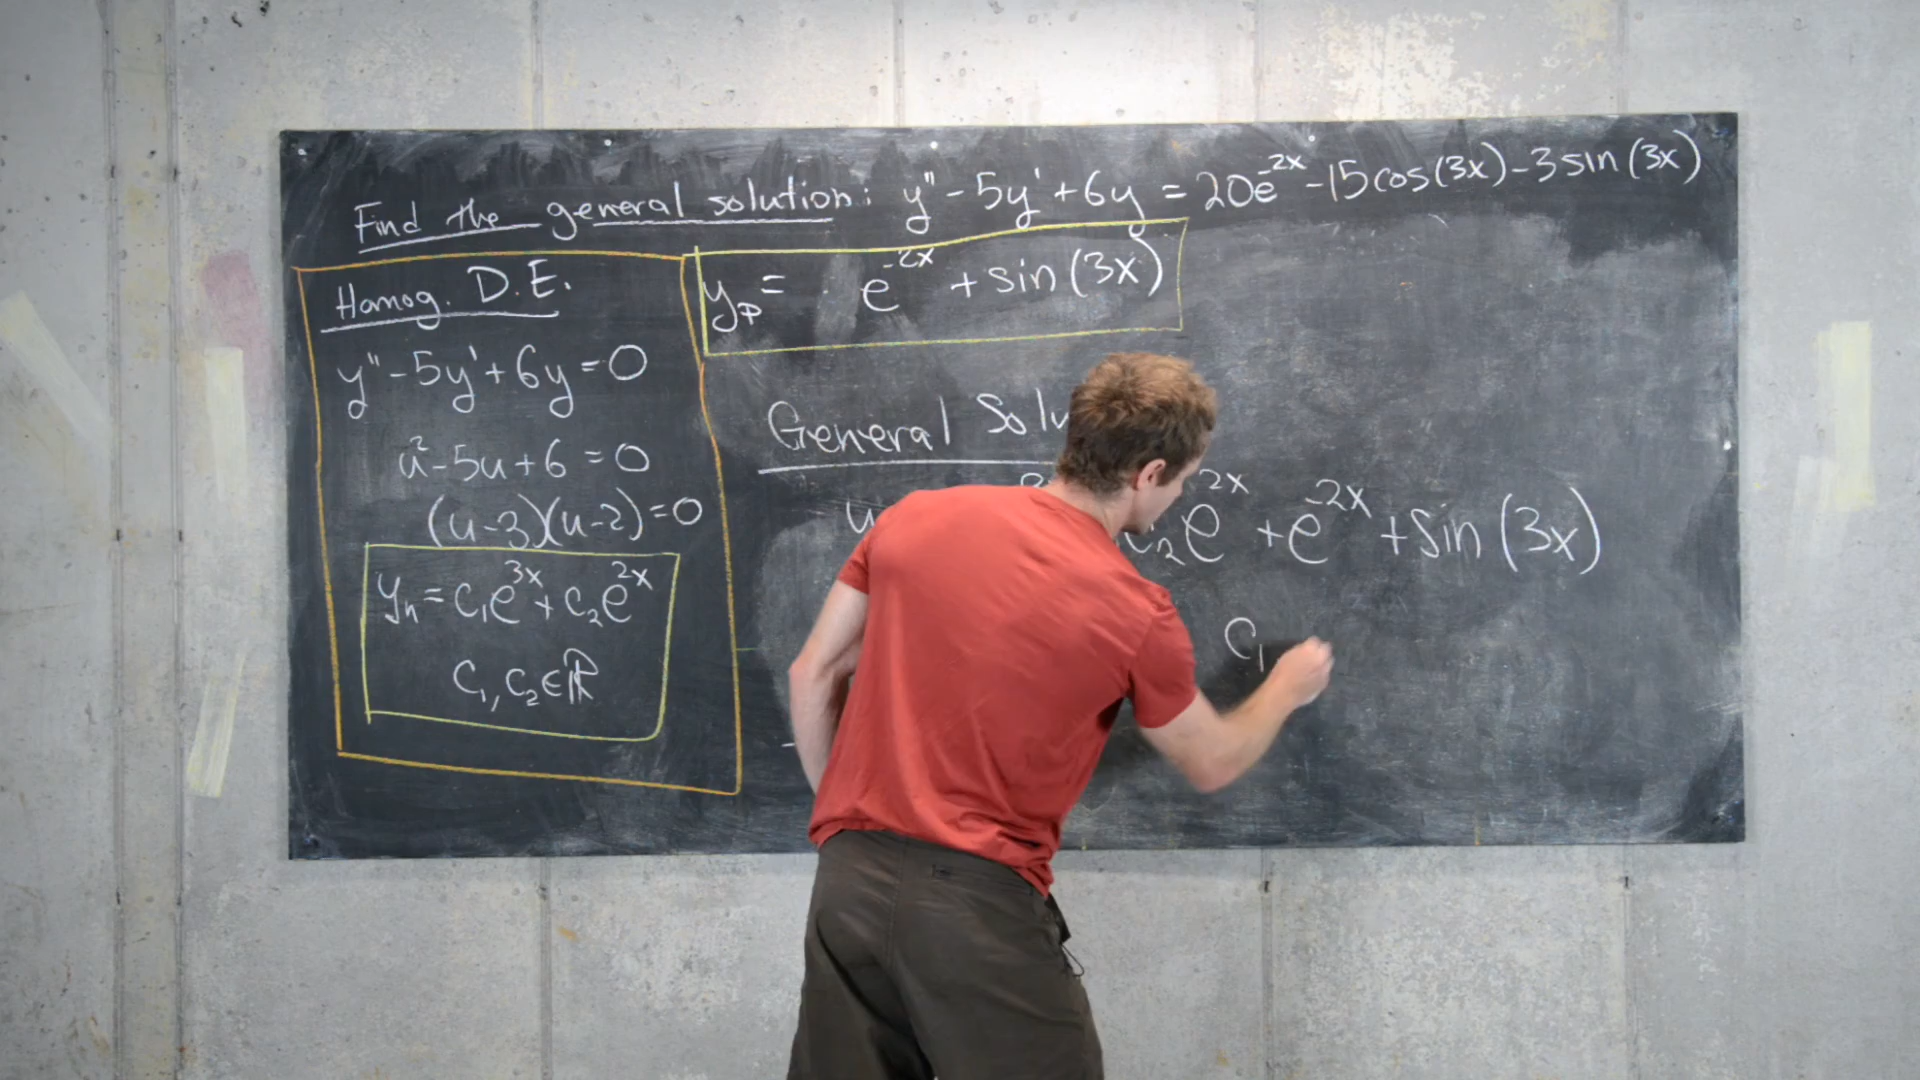 Find the general solution: y" - 5y' + 6y = 20e^-2x - 15cos(3x) - 3sin(3x)
Homog. D.E.
y" - 5y' + 6y = 0
u² - 5u + 6 = 0
(u-3)(u-2) = 0
y_h = c₁e^3x + c₂e^2x
c₁, c₂ ∈ ℝ
y_p = e^-2x + sin(3x)
General Solu
c₂e^2x + e^-2x + sin(3x)
c₁